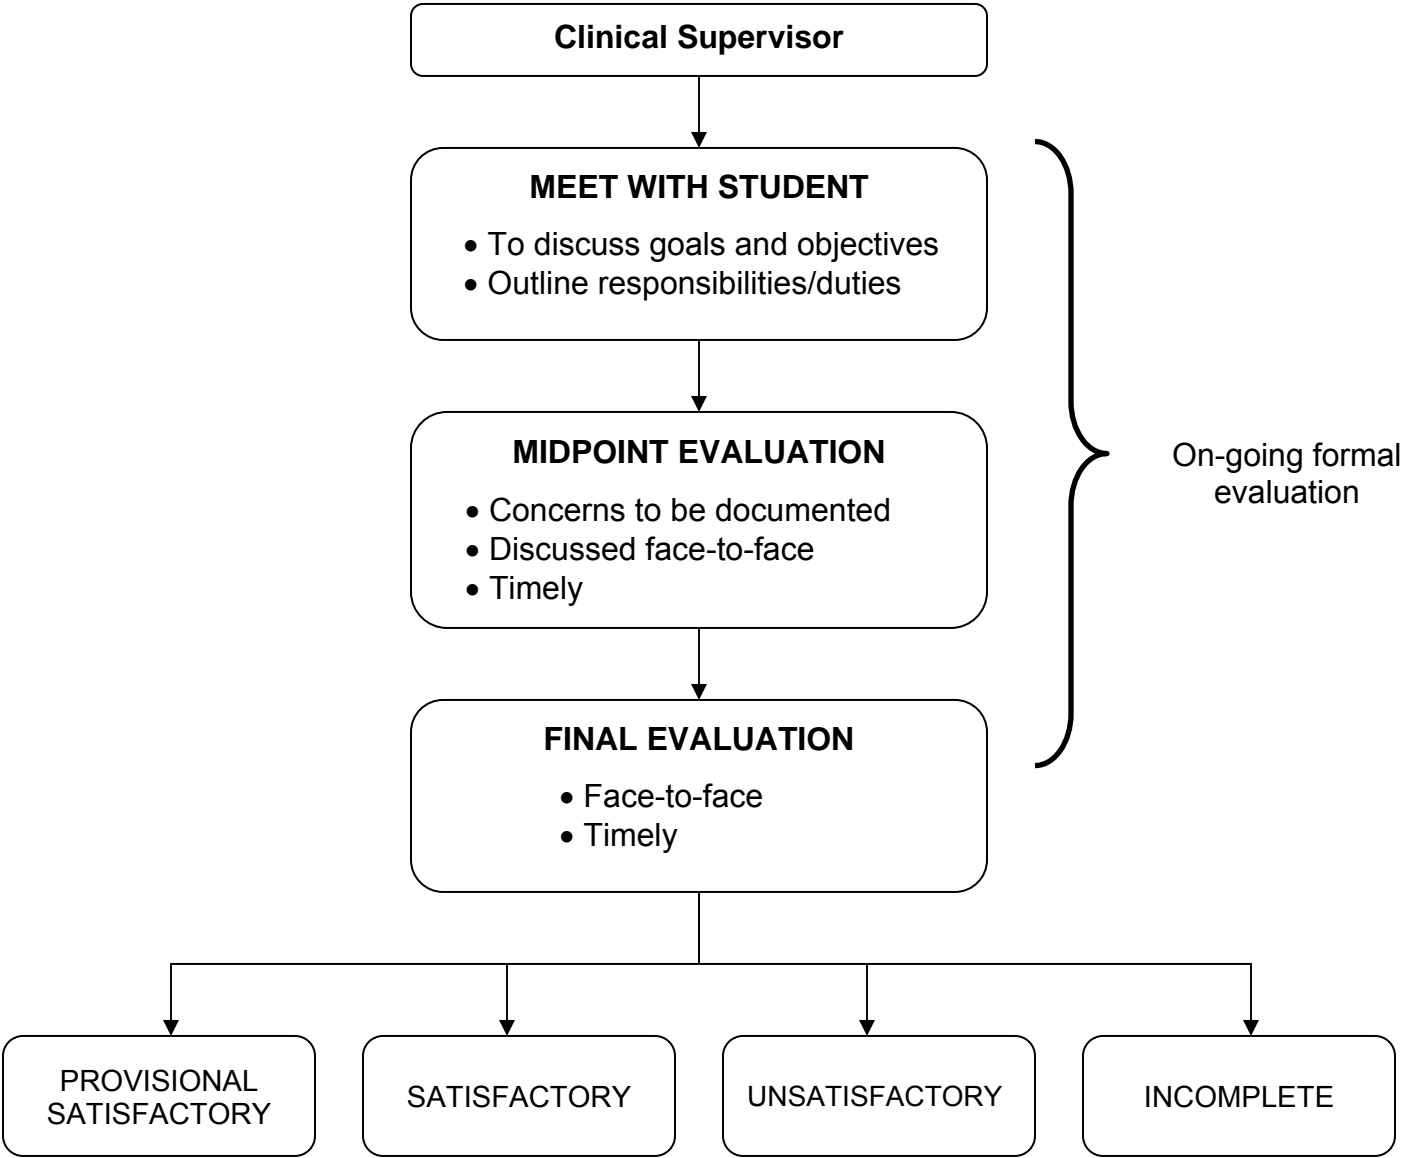 Clinical Supervisor
MEET WITH STUDENT
• To discuss goals and objectives
• Outline responsibilities/duties
MIDPOINT EVALUATION
• Concerns to be documented
• Discussed face-to-face
• Timely
On-going formal
evaluation
FINAL EVALUATION
• Face-to-face
• Timely
PROVISIONAL
SATISFACTORY
SATISFACTORY
UNSATISFACTORY
INCOMPLETE